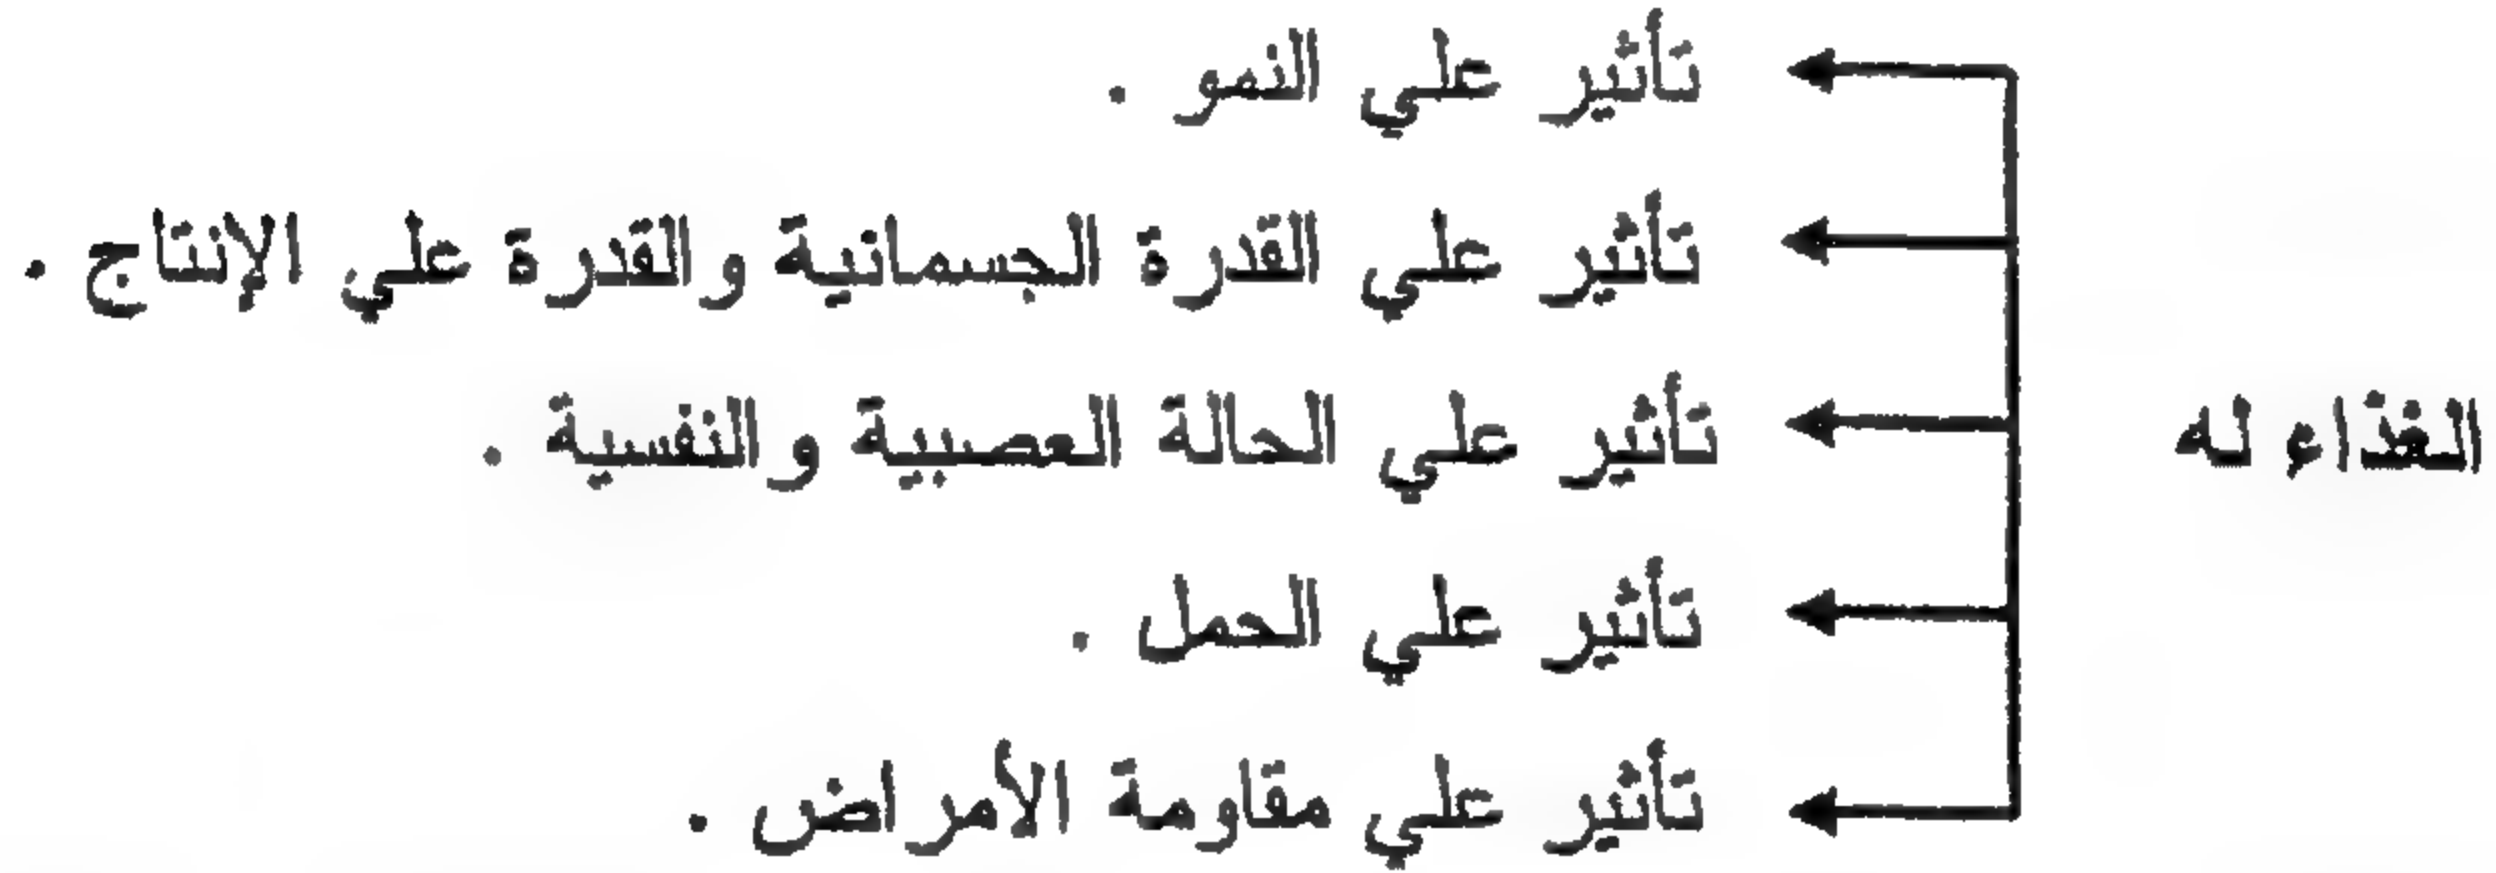 الغذاء له
تأثير علي النمو .
تأثير علي القدرة الجسمانية والقدرة علي الإنتاج .
تأثير علي الحالة العصبية والنفسية .
تأثير علي الحمل .
تأثير علي مقاومة الأمراض .